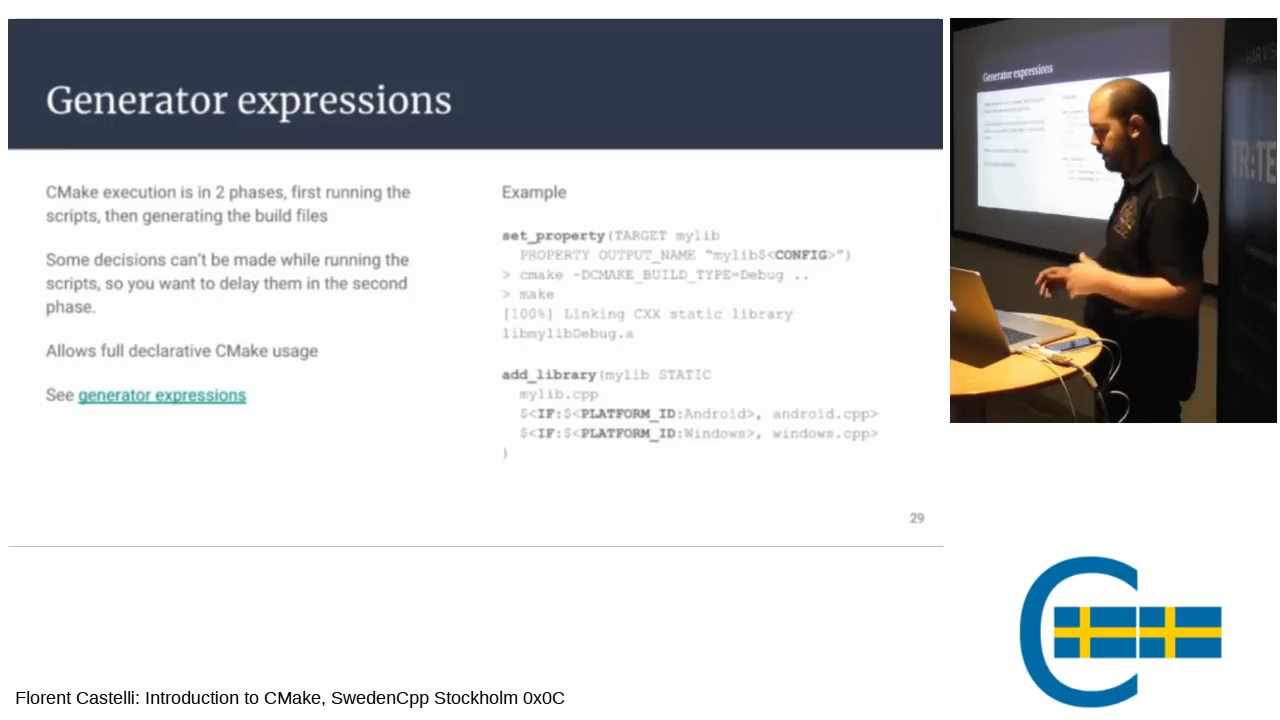 Generator expressions
CMake execution is in 2 phases, first running the
scripts, then generating the build files
Some decisions can't be made while running the
scripts, so you want to delay them in the second
phase.
Allows full declarative CMake usage
See generator expressions
Example
set_property(TARGET mylib
PROPERTY OUTPUT_NAME "mylib$<CONFIG>")
> cmake -DCMAKE_BUILD_TYPE=Debug ..
> make
[100%] Linking CXX static library
libmylibDebug.a
add_library(mylib STATIC
mylib.cpp
$<IF:$<PLATFORM_ID:Android>, android.cpp>
$<IF:$<PLATFORM_ID:Windows>, windows.cpp>
)
29
Generator expressions
Florent Castelli: Introduction to CMake, SwedenCpp Stockholm 0x0C